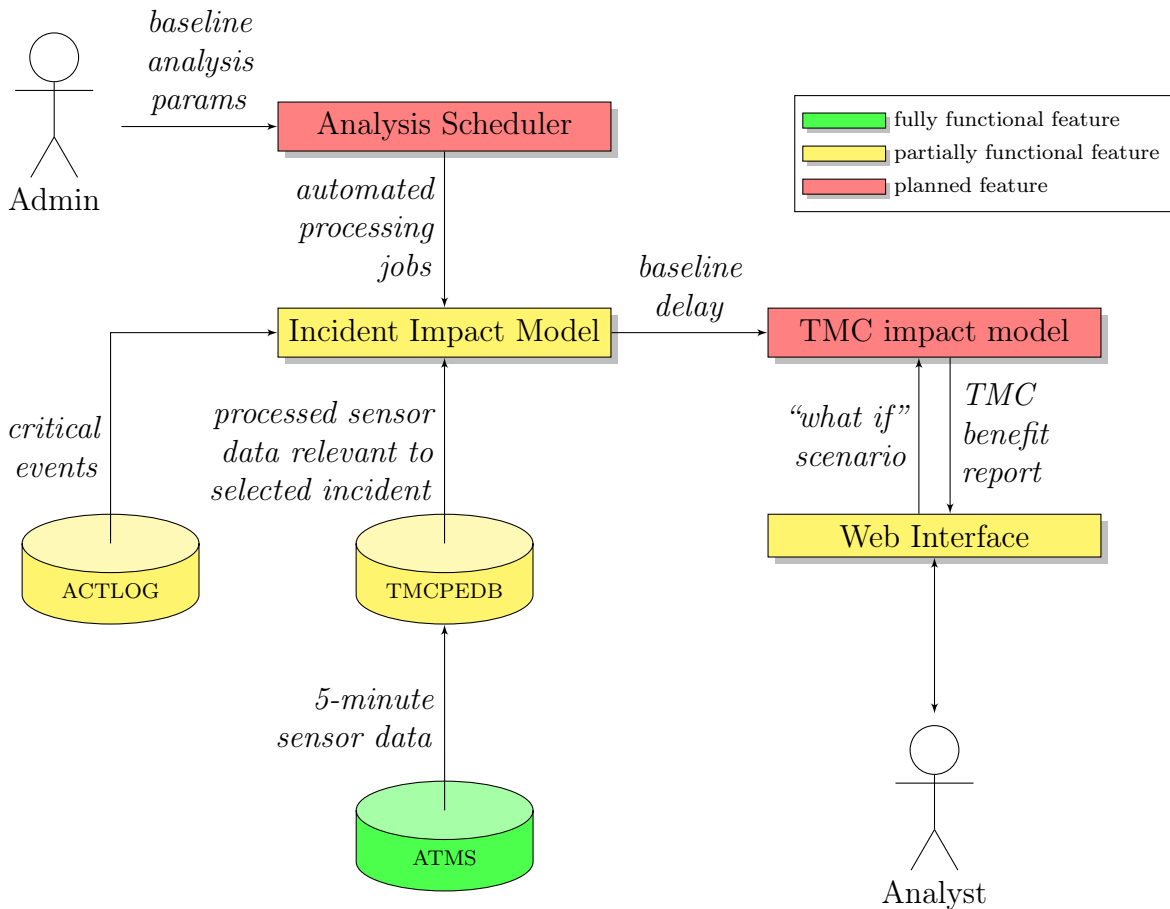 baseline
analysis
params
Admin
Analysis Scheduler
fully functional feature
partially functional feature
planned feature
automated
processing
jobs
baseline
delay
Incident Impact Model
TMC impact model
critical
events
processed sensor
data relevant to
selected incident
“what if”
scenario
TMC
benefit
report
ACTLOG
TMCPEDB
Web Interface
5-minute
sensor data
ATMS
Analyst